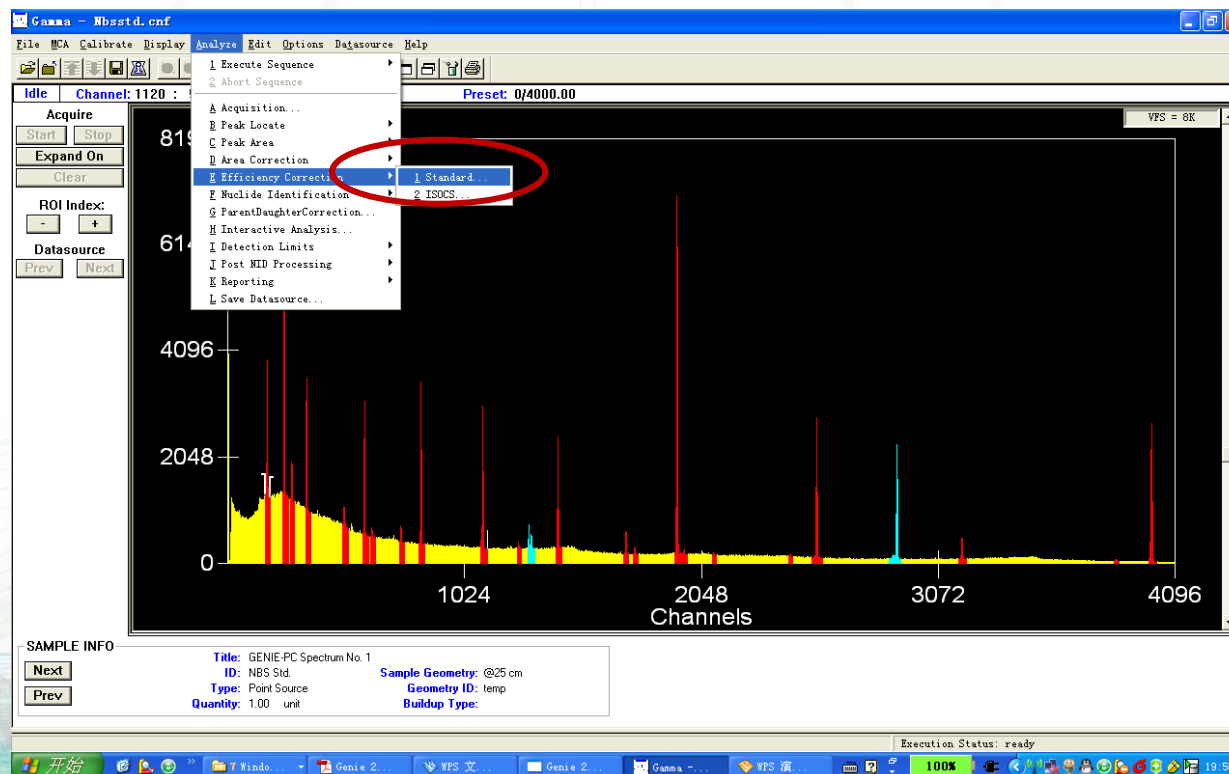 Gamma - Nbsstd.cnf
File MCA Calibrate Display Analyze Edit Options Datasource Help
Idle Channel: 1120 : Preset: 0/4000.00
Acquire
Start Stop
Expand On
Clear
ROI Index:
- +
Datasource
Prev Next
1 Execute Sequence
2 Abort Sequence
A Acquisition...
B Peak Locate
C Peak Area
D Area Correction
E Efficiency Correction
F Nuclide Identification
G ParentDaughterCorrection...
H Interactive Analysis...
I Detection Limits
J Post NID Processing
K Reporting
L Save Datasource...
1 Standard...
2 ISOCS...
VFS = 8K
819
614
4096
2048
0
1024 2048 3072 4096
Channels
SAMPLE INFO
Next
Prev
Title: GENIE-PC Spectrum No. 1
ID: NBS Std. Sample Geometry: @25 cm
Type: Point Source Geometry ID: temp
Quantity: 1.00 unit Buildup Type:
Execution Status: ready
开始 7 Windo... Genie 2... WPS 文... Genie 2... Gamma -... WPS 演... 100% 19:5